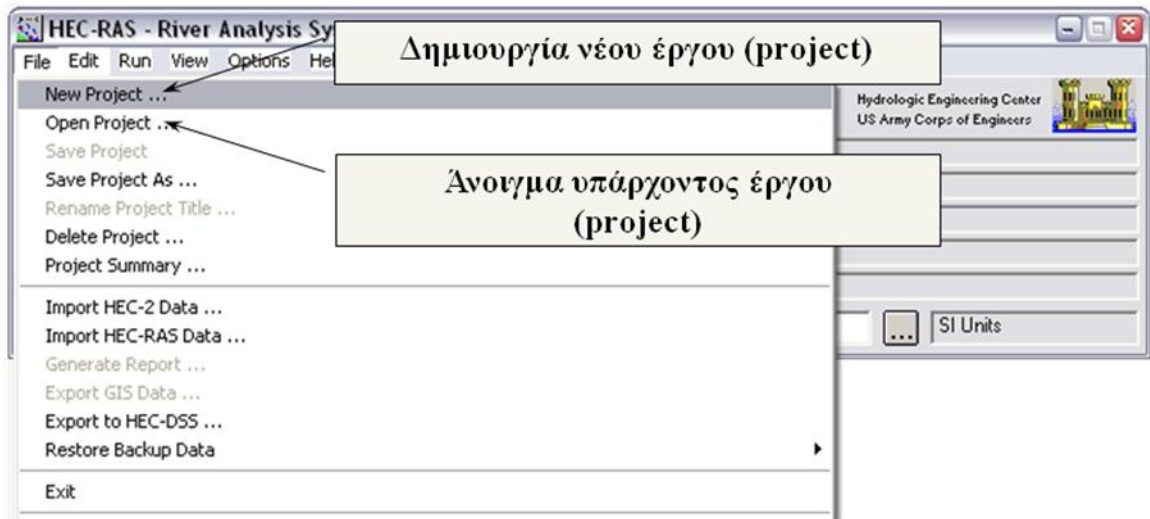 HEC-RAS - River Analysis Sy
File Edit Run View Options Hel
Δημιουργία νέου έργου (project)
New Project ...
Open Project ...
Save Project
Save Project As ...
Rename Project Title ...
Delete Project ...
Project Summary ...
Άνοιγμα υπάρχοντος έργου
(project)
Import HEC-2 Data ...
Import HEC-RAS Data ...
Generate Report ...
Export GIS Data ...
Export to HEC-DSS ...
Restore Backup Data
Exit
Hydrologic Engineering Center
US Army Corps of Engineers
... SI Units